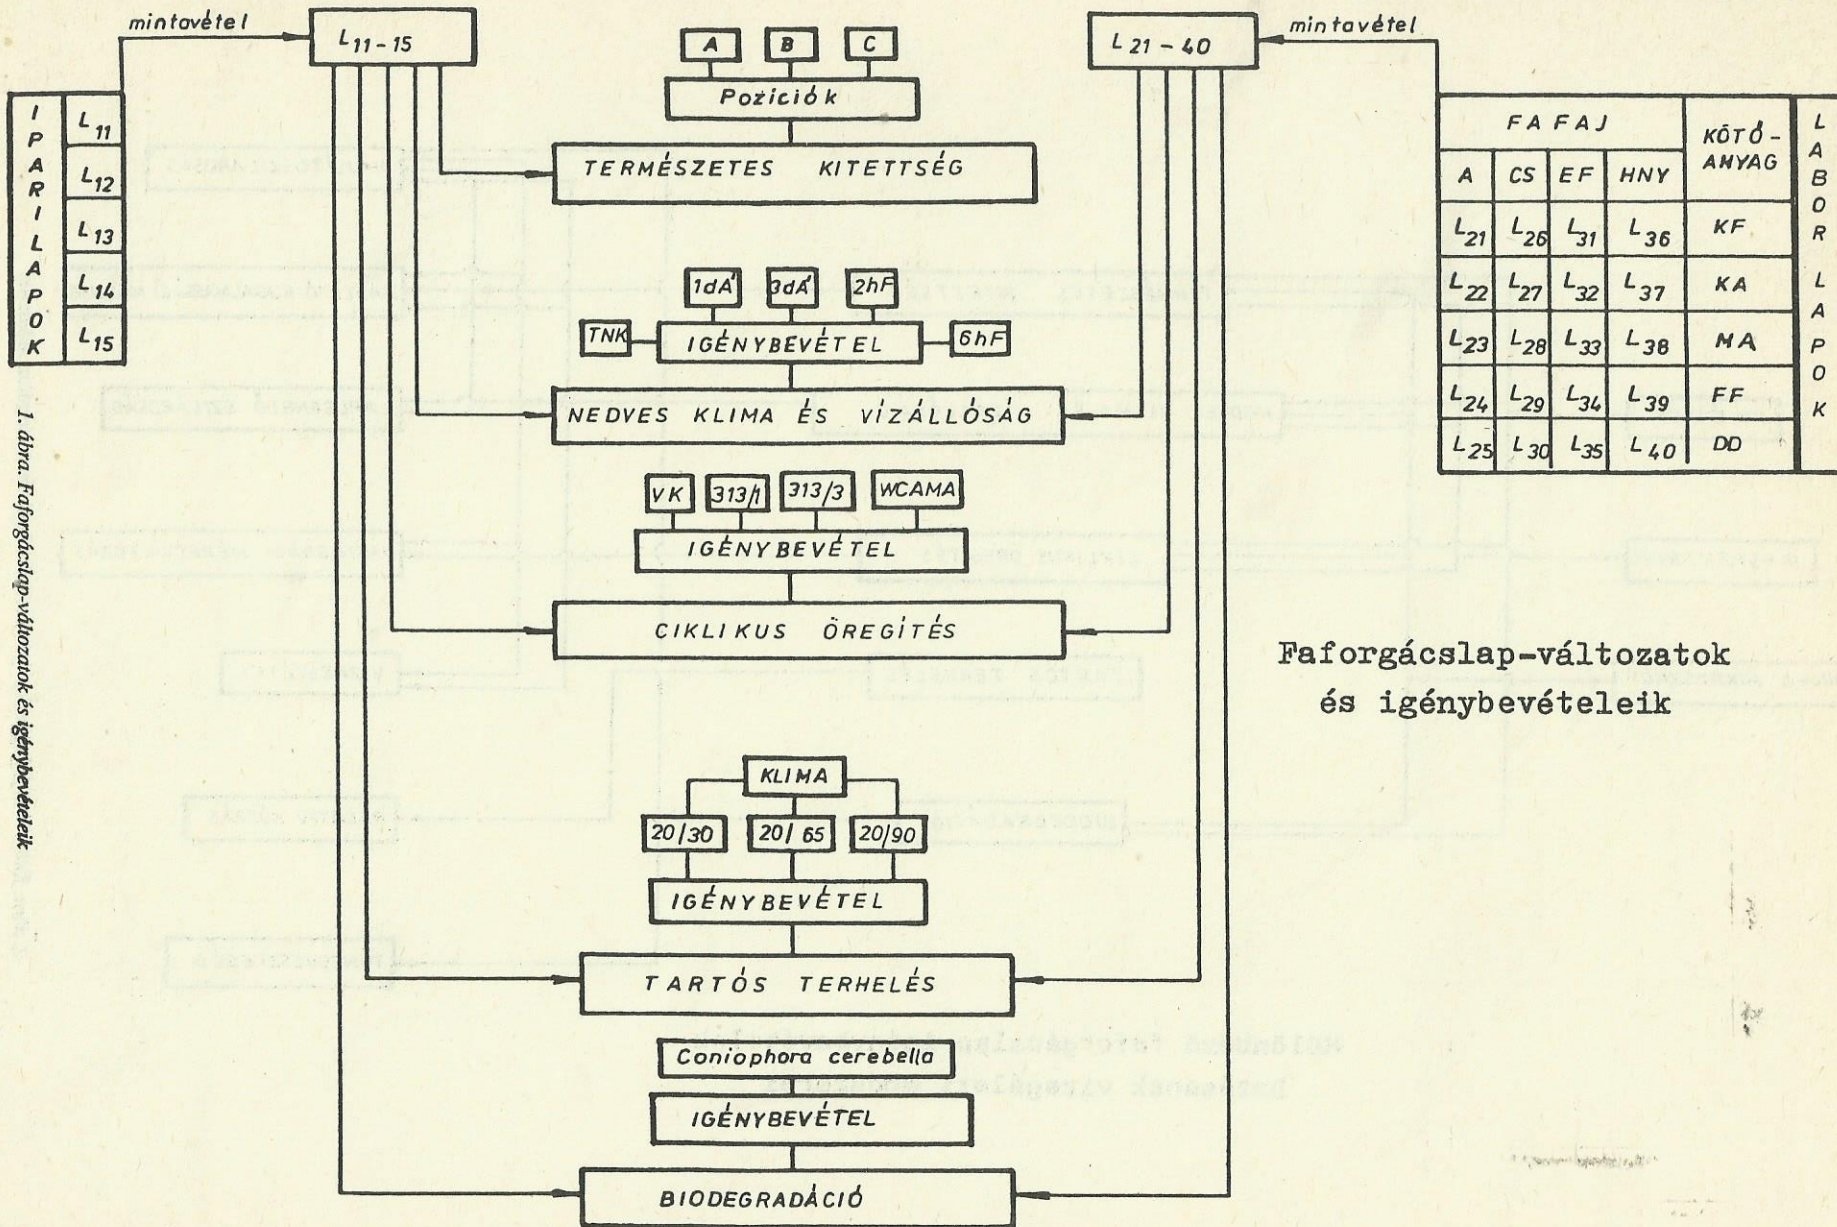 mintavétel
L11-15
I P A R I L A P O K
L11
L12
L13
L14
L15
A B C
Pozíciók
TERMÉSZETES KITETTSÉG
L21-40
mintavétel
FAFAJ
KÖTŐ-
ANYAG
A CS EF HNY
L21 L26 L31 L36 KF
L22 L27 L32 L37 KA
L23 L28 L33 L38 MA
L24 L29 L34 L39 FF
L25 L30 L35 L40 DD
L A B O R L A P O K
1dÁ 3dÁ 2hF
TNK IGÉNYBEVÉTEL 6hF
NEDVES KLIMA ÉS VÍZÁLLÓSÁG
VK 313/1 313/3 WCAMA
IGÉNYBEVÉTEL
CIKLIKUS ÖREGÍTÉS
Faforgácslap-változatok
és igénybevételeik
KLIMA
20/30 20/65 20/90
IGÉNYBEVÉTEL
TARTÓS TERHELÉS
Coniophora cerebella
IGÉNYBEVÉTEL
BIODEGRADÁCIÓ
1. ábra. Faforgácslap-változatok és igénybevételeik